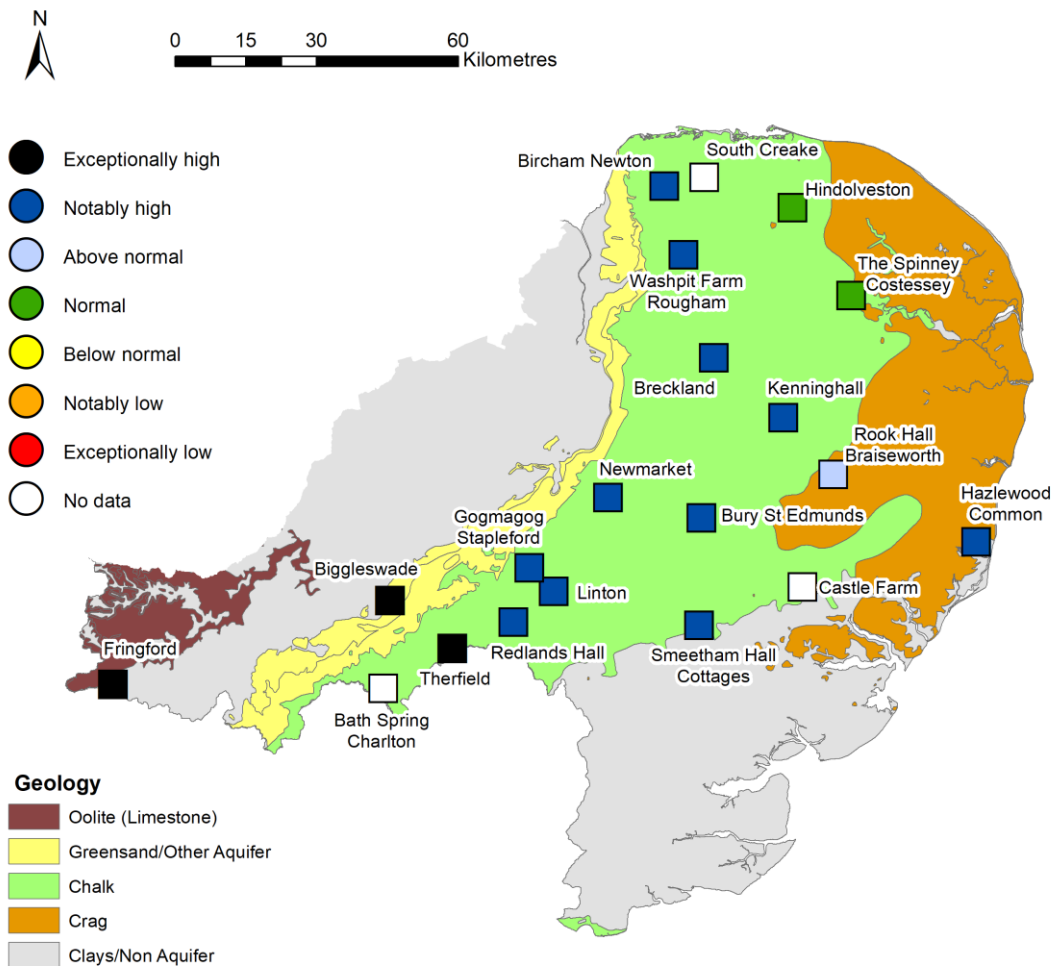 N
0 15 30 60
Kilometres
Exceptionally high
Notably high
Above normal
Normal
Below normal
Notably low
Exceptionally low
No data
South Creake
Bircham Newton
Hindolveston
The Spinney
Costessey
Washpit Farm
Rougham
Breckland
Kenninghall
Rook Hall
Braiseworth
Newmarket
Hazlewood
Common
Bury St Edmunds
Gogmagog
Stapleford
Biggleswade
Linton
Castle Farm
Fringford
Therfield
Redlands Hall
Smeetham Hall
Cottages
Bath Spring
Charlton
Geology
Oolite (Limestone)
Greensand/Other Aquifer
Chalk
Crag
Clays/Non Aquifer